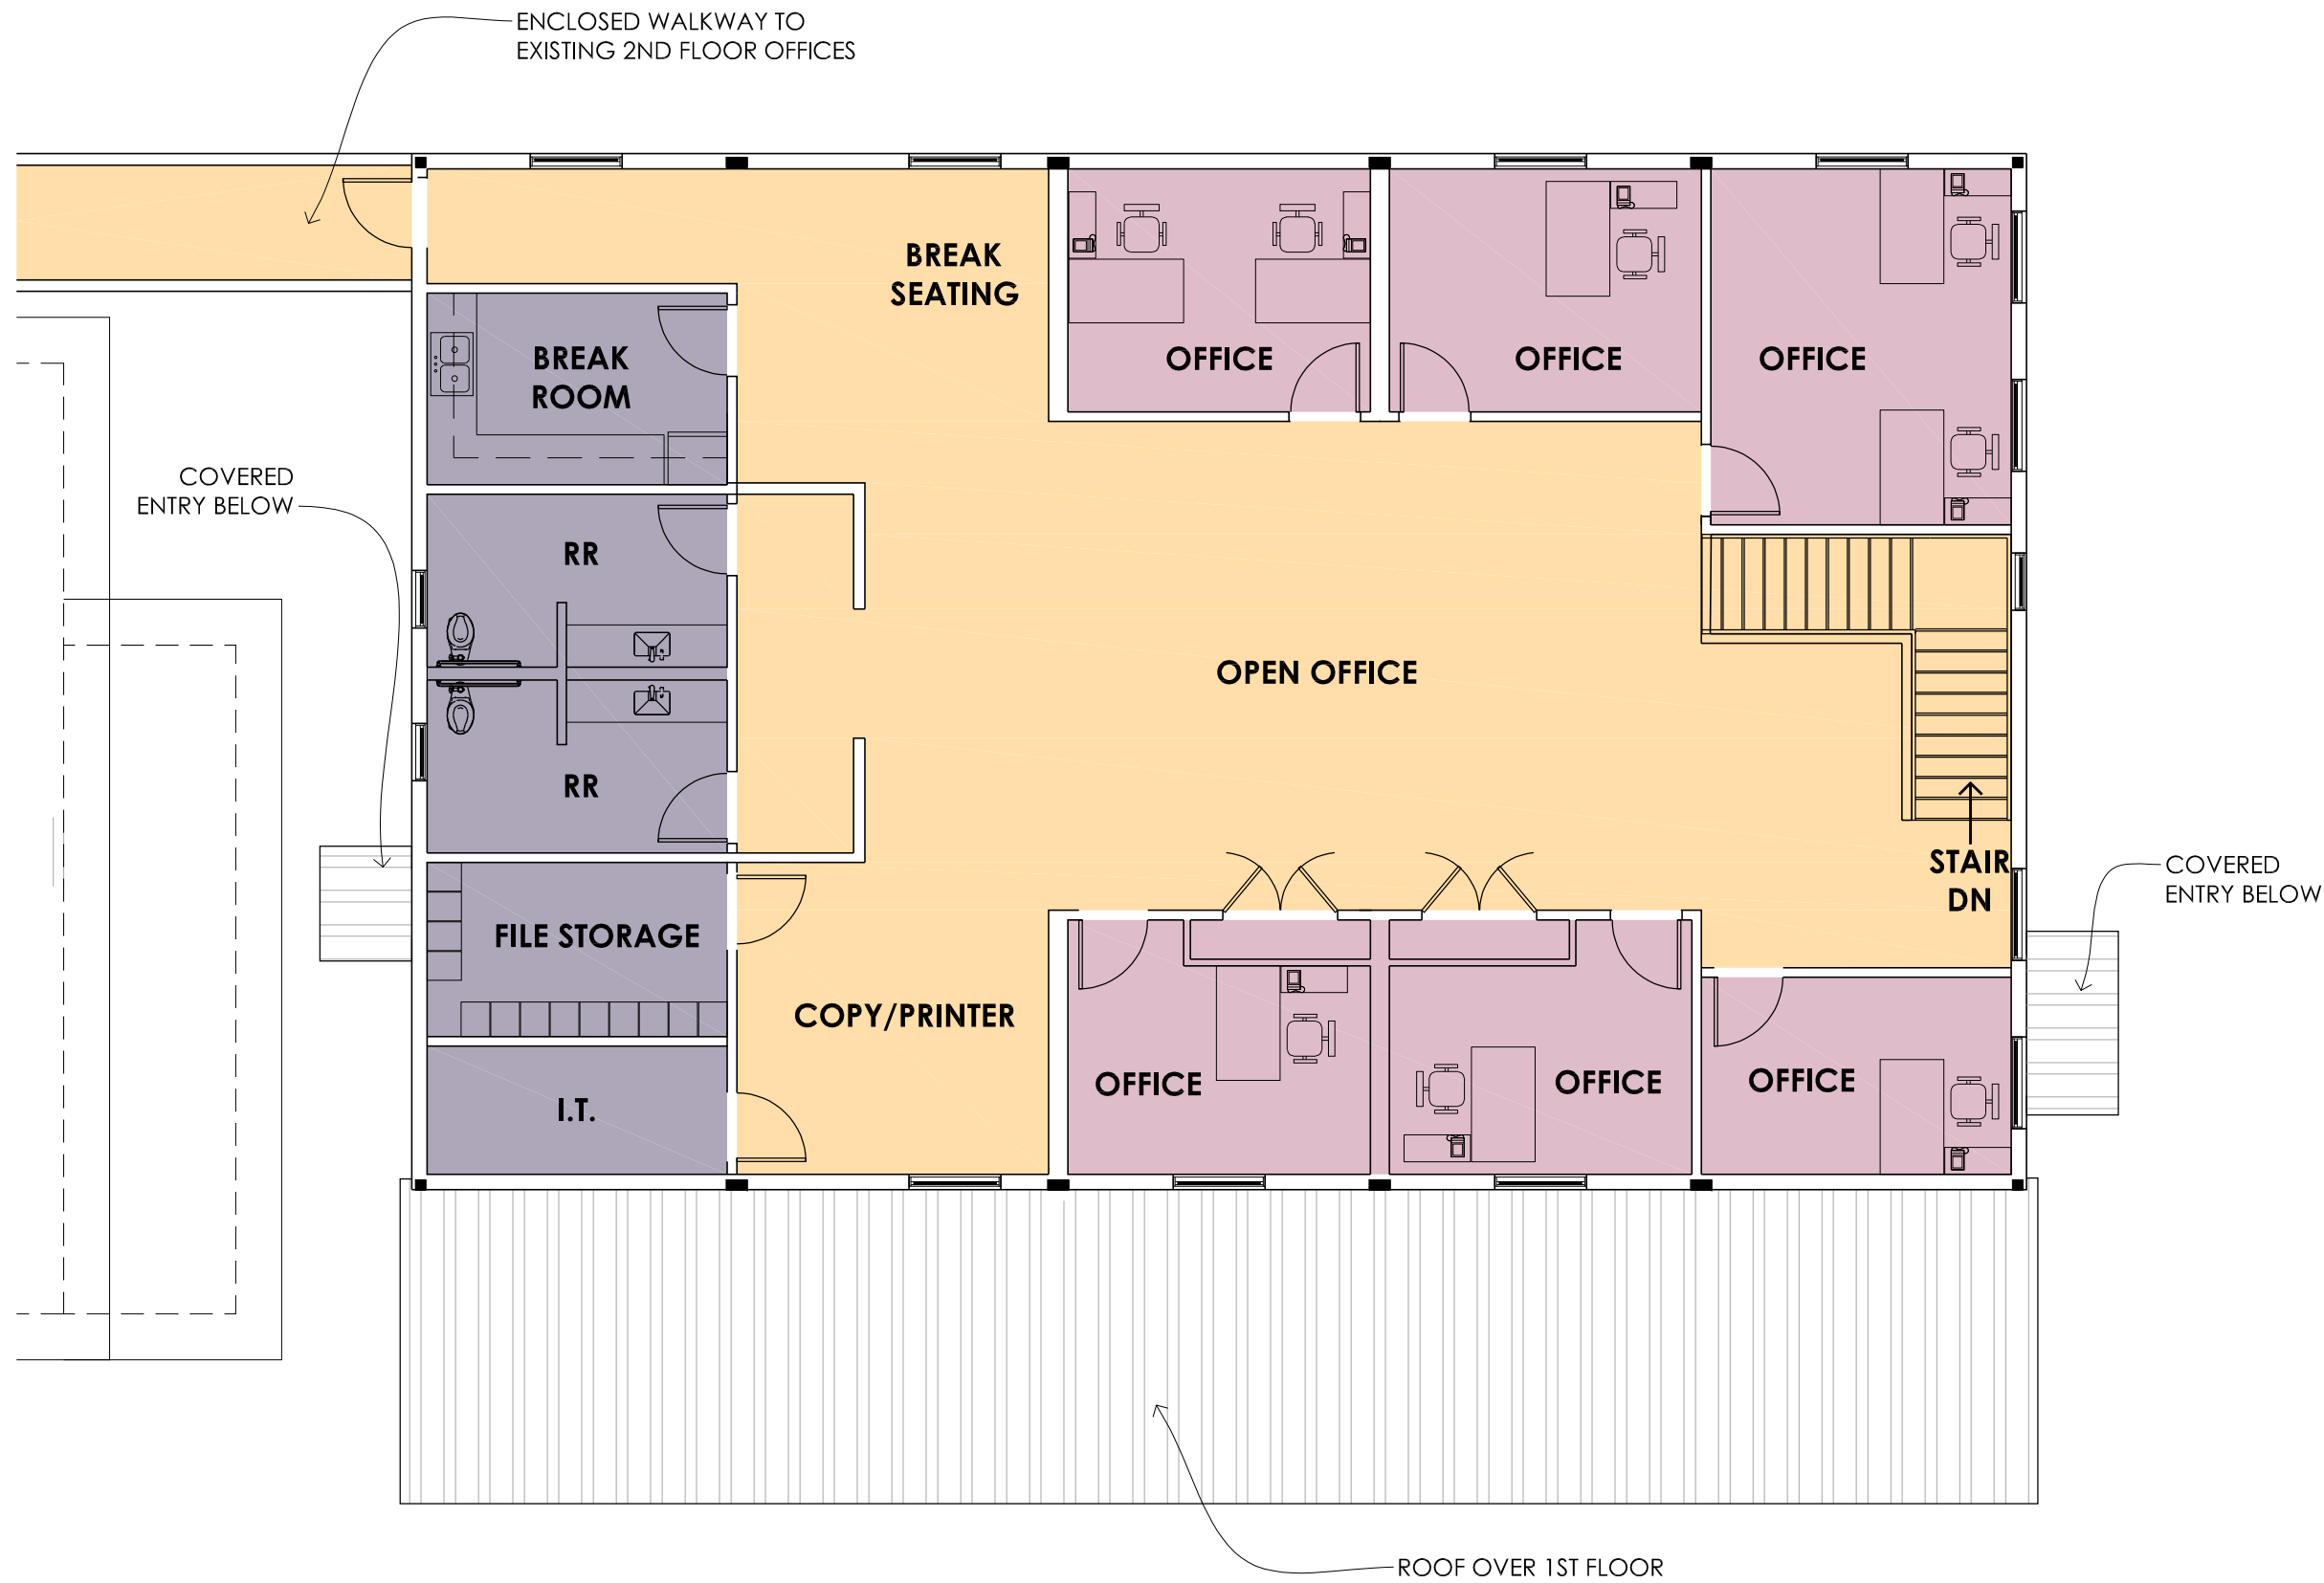 ENCLOSED WALKWAY TO
EXISTING 2ND FLOOR OFFICES
BREAK
SEATING
OFFICE
OFFICE
OFFICE
BREAK
ROOM
COVERED
ENTRY BELOW
RR
OPEN OFFICE
RR
STAIR
DN
COVERED
ENTRY BELOW
FILE STORAGE
COPY/PRINTER
OFFICE
OFFICE
OFFICE
I.T.
ROOF OVER 1ST FLOOR